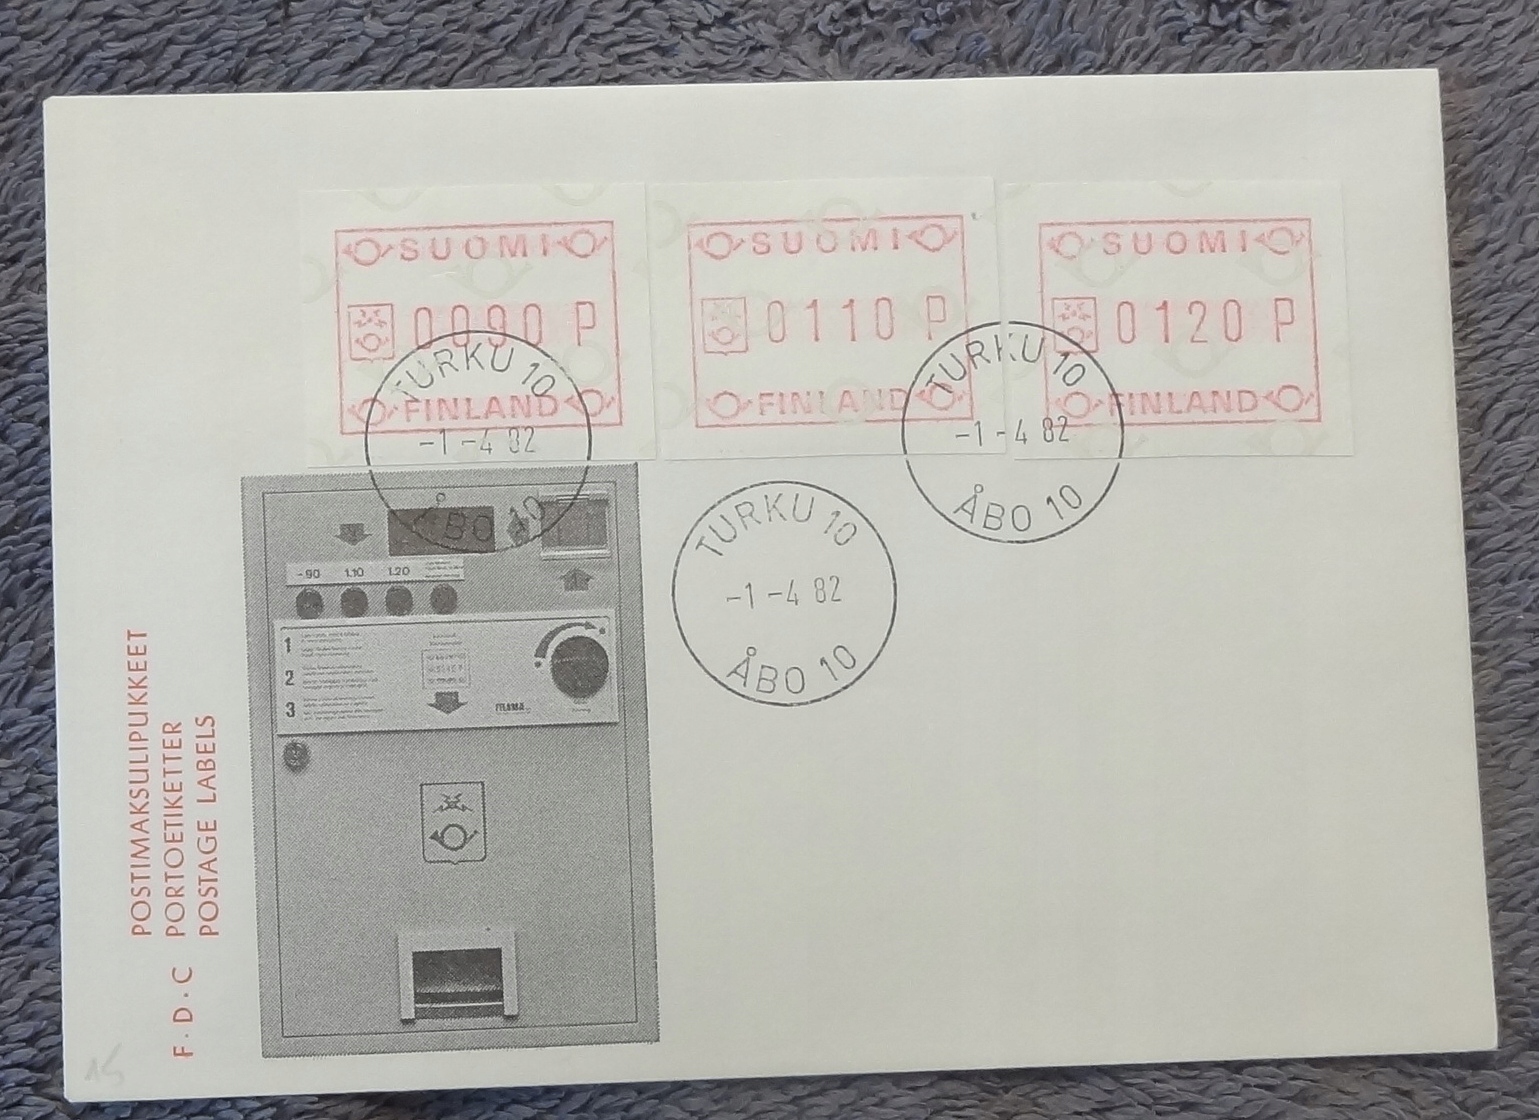 SUOMI
0090 P
FINLAND
SUOMI
0110 P
FINLAND
SUOMI
0120 P
FINLAND
TURKU 10
-1-4 82
ÅBO 10
TURKU 10
-1-4 82
ÅBO 10
TURKU 10
-1-4 82
ÅBO 10
-90 1.10 1.20
1
2
3
POSTIMAKSULIPUKKEET
F.D.C PORTOETIKETTER
POSTAGE LABELS
15